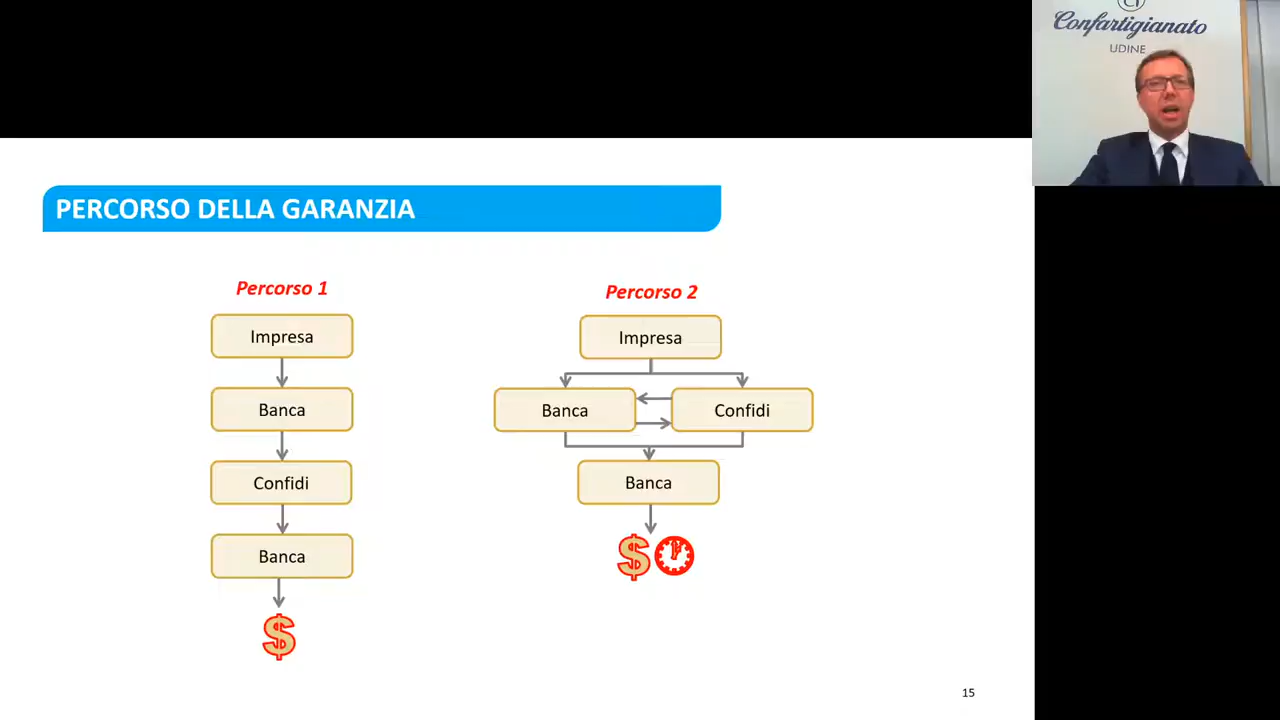 Confartigianato
UDINE
PERCORSO DELLA GARANZIA
Percorso 1
Impresa
Banca
Confidi
Banca
$
Percorso 2
Impresa
Banca
Confidi
Banca
$
15